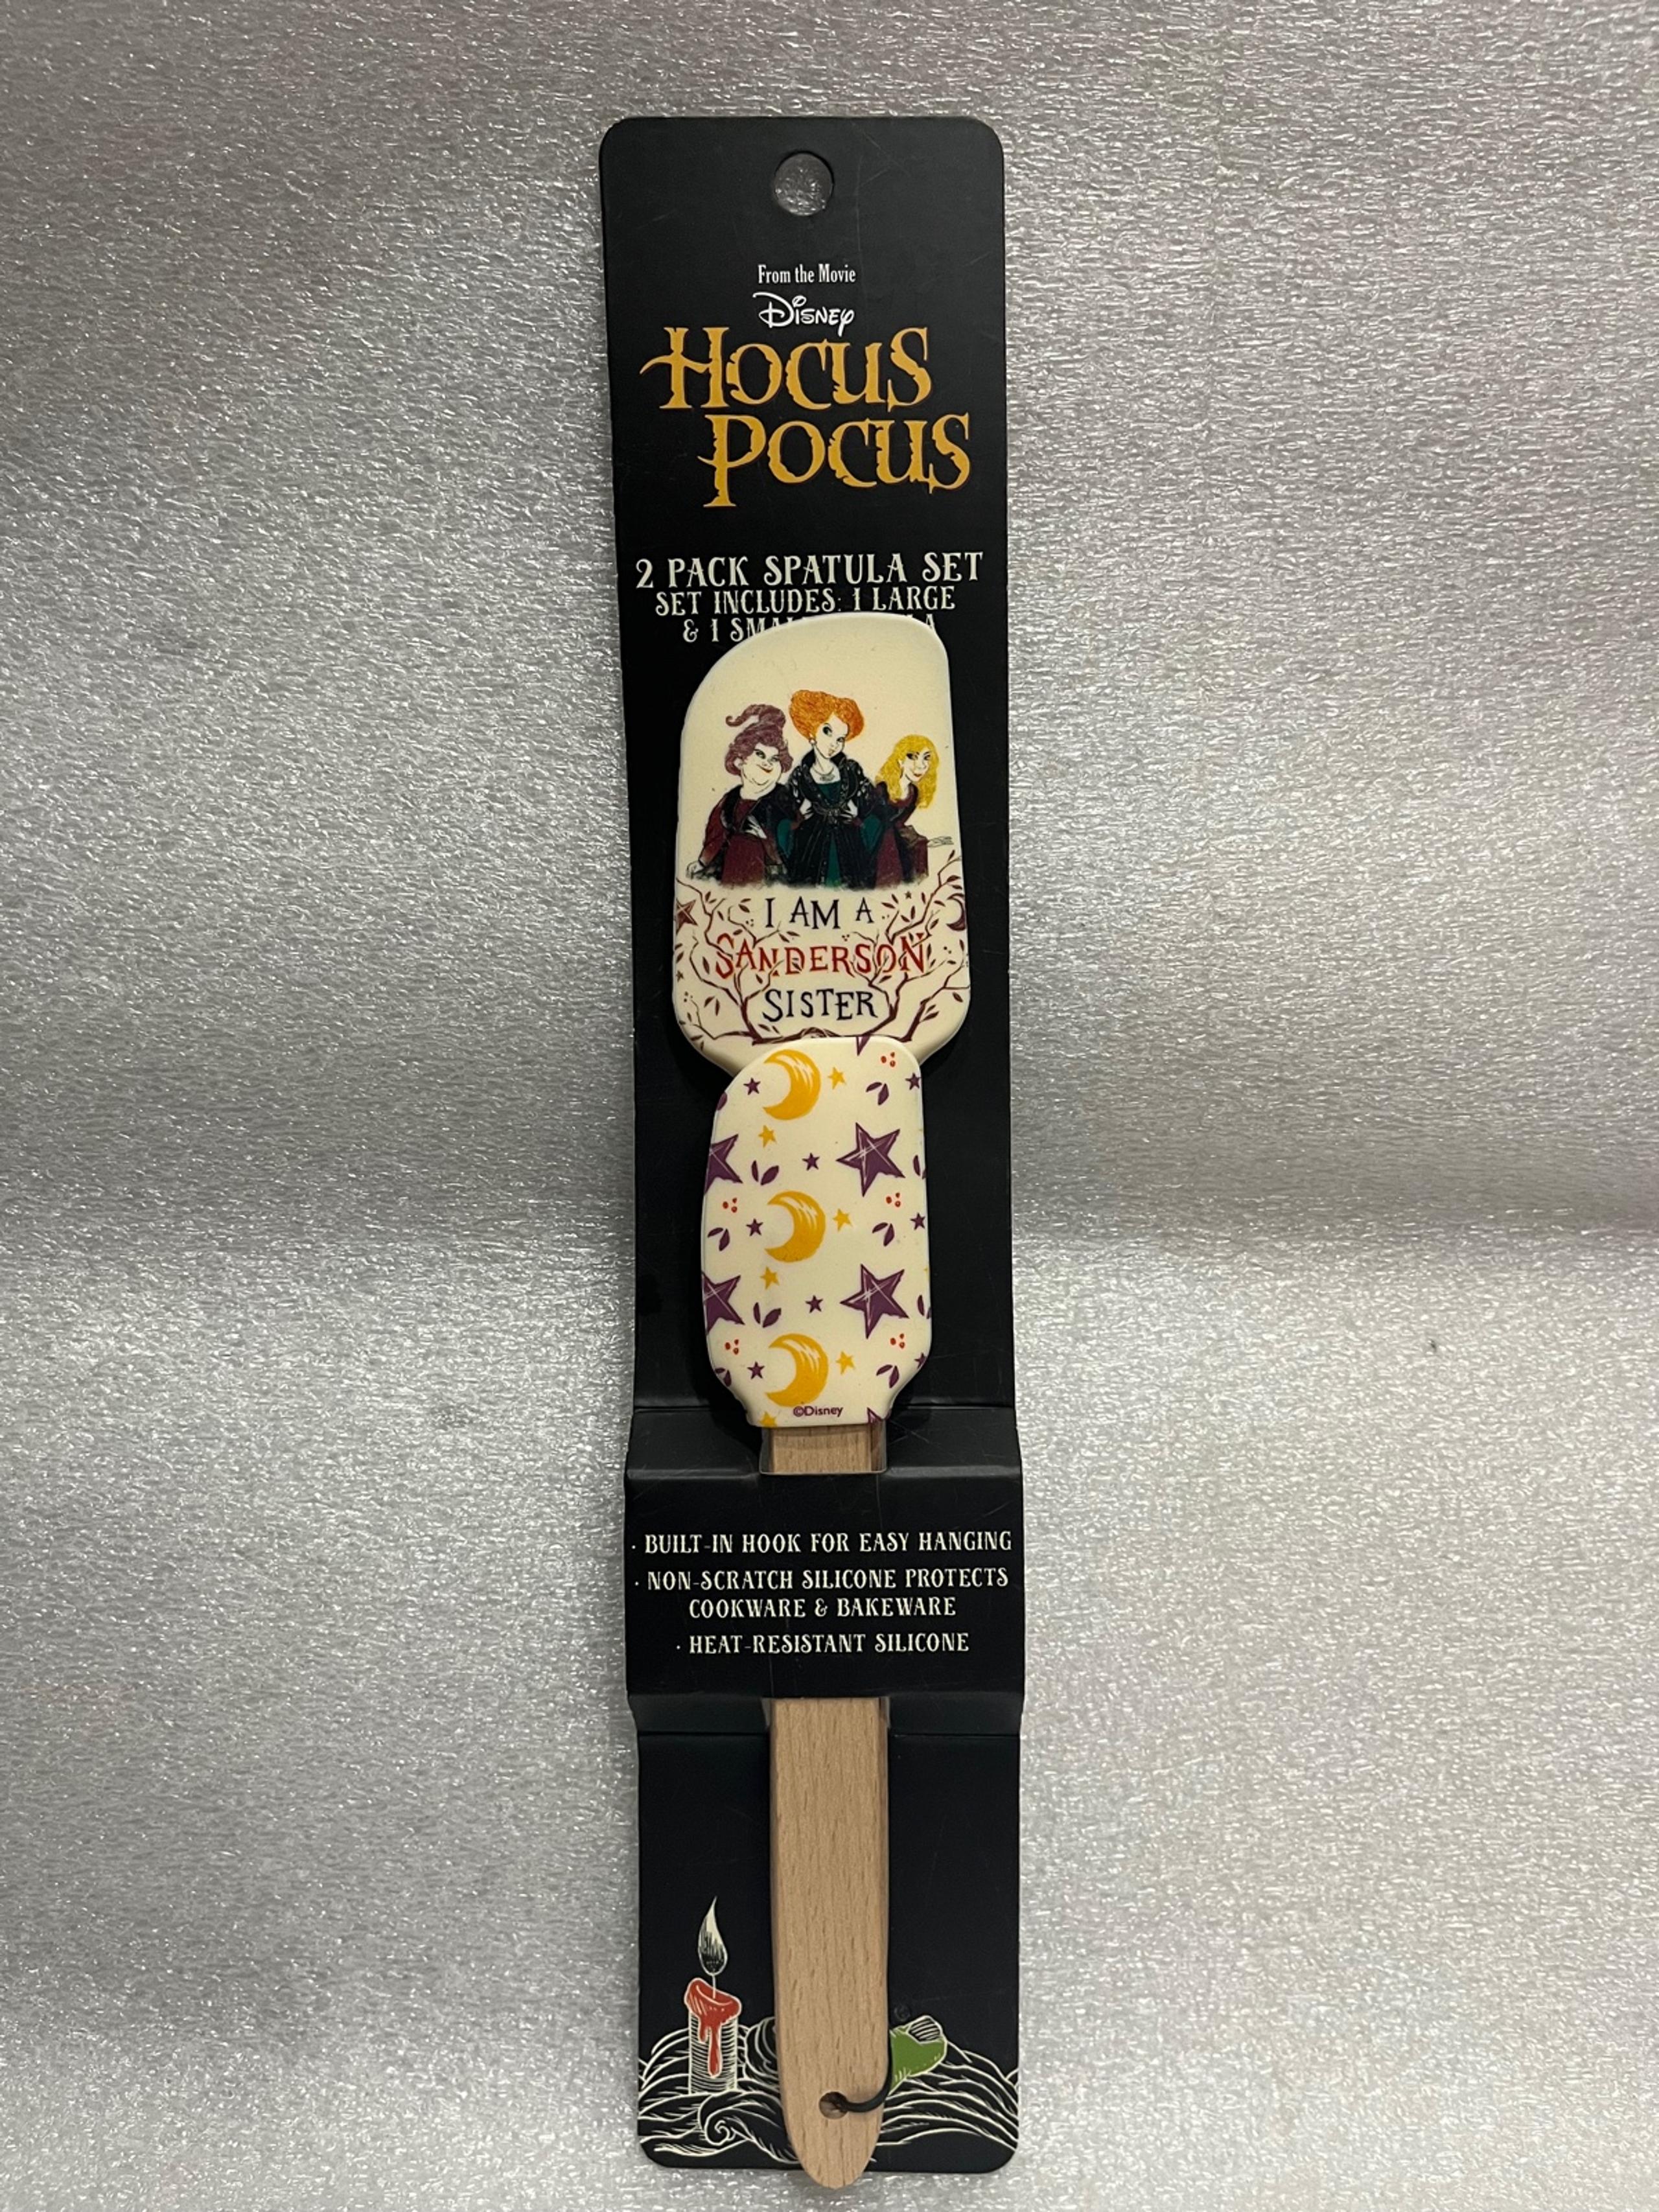 From the Movie
Disney
HOCUS
POCUS
2 PACK SPATULA SET
SET INCLUDES: 1 LARGE
& 1
I AM A
SANDERSON
SISTER
©Disney
· BUILT-IN HOOK FOR EASY HANGING
· NON-SCRATCH SILICONE PROTECTS
COOKWARE & BAKEWARE
· HEAT-RESISTANT SILICONE